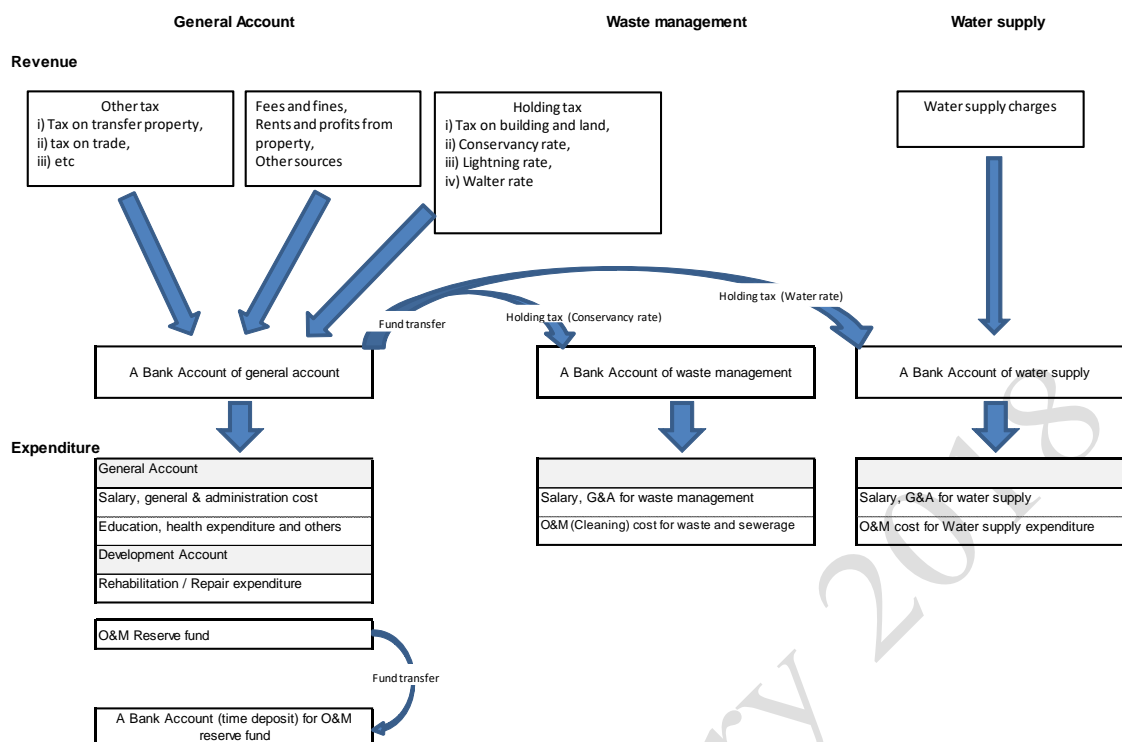 General Account
Waste management
Water supply
Revenue
Other tax
i) Tax on transfer property,
ii) tax on trade,
iii) etc
Fees and fines,
Rents and profits from
property,
Other sources
Holding tax
i) Tax on building and land,
ii) Conservancy rate,
iii) Lightning rate,
iv) Walter rate
Water supply charges
Fund transfer
Holding tax (Conservancy rate)
Holding tax (Water rate)
A Bank Account of general account
A Bank Account of waste management
A Bank Account of water supply
Expenditure
General Account
Salary, general & administration cost
Education, health expenditure and others
Development Account
Rehabilitation / Repair expenditure
Salary, G&A for waste management
O&M (Cleaning) cost for waste and sewerage
Salary, G&A for water supply
O&M cost for Water supply expenditure
O&M Reserve fund
Fund transfer
A Bank Account (time deposit) for O&M
reserve fund
ry 2018